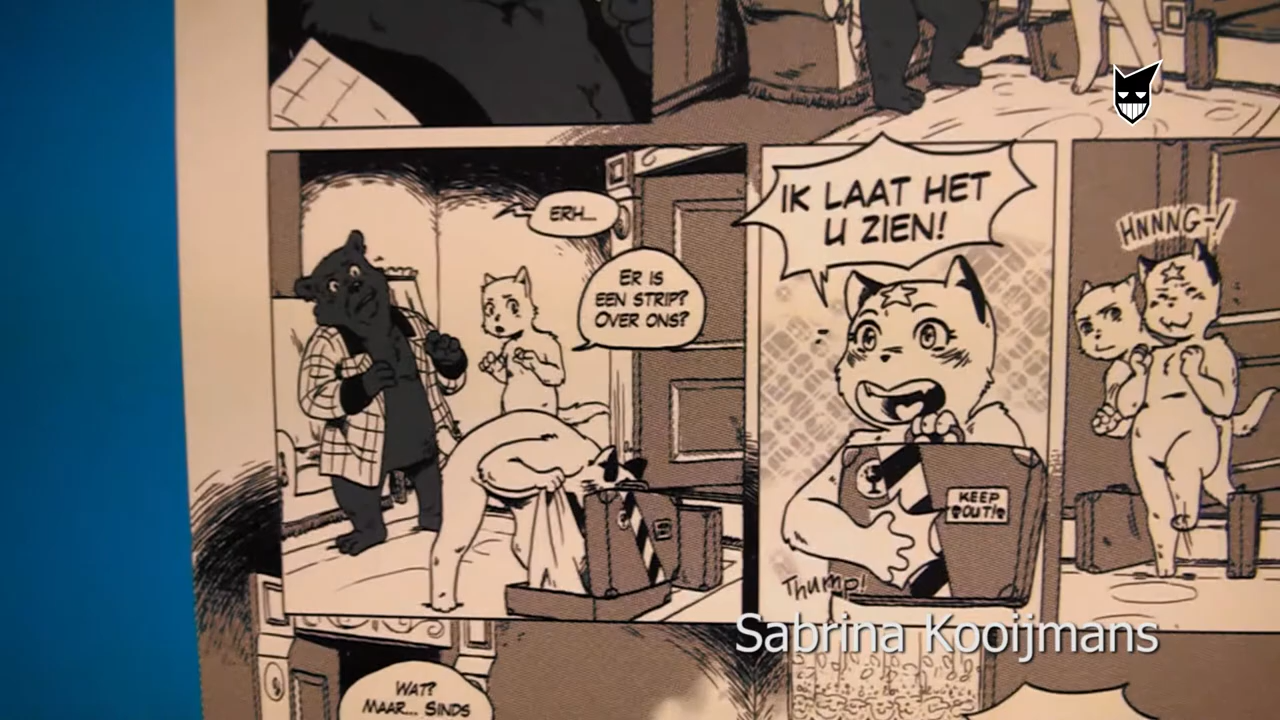 ERH...
ER IS
EEN STRIP?
OVER ONS?
IK LAAT HET
U ZIEN!
HNNNG-!
KEEP
OUT!
Thump!
Sabrina Kooijmans
WAT?
MAAR... SINDS